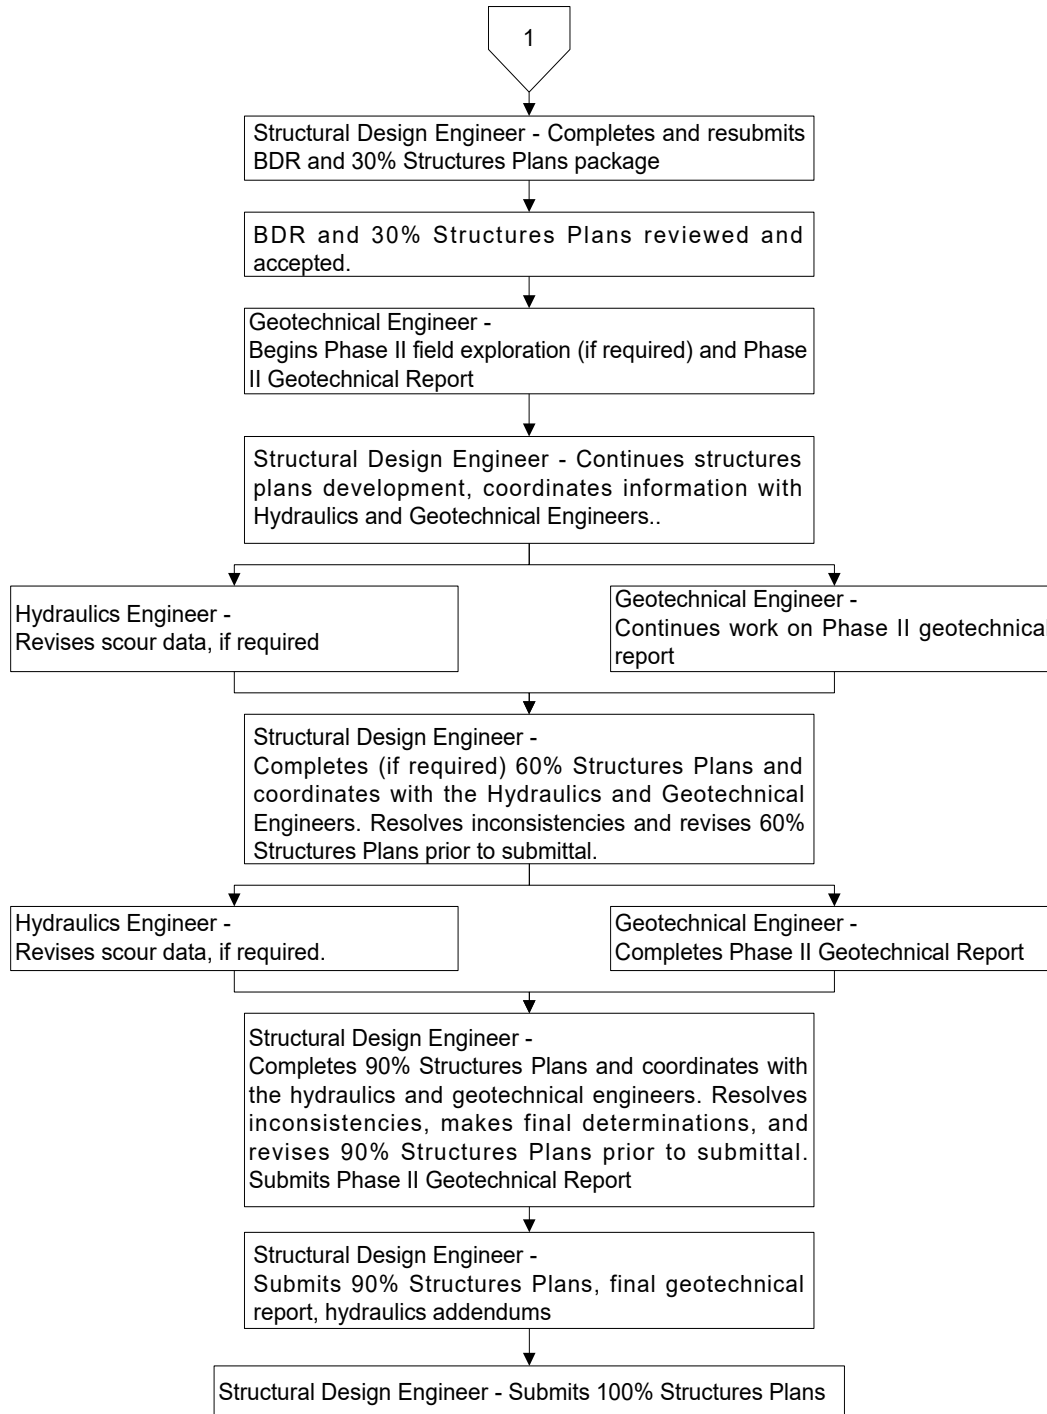 1
Structural Design Engineer - Completes and resubmits
BDR and 30% Structures Plans package
BDR and 30% Structures Plans reviewed and
accepted.
Geotechnical Engineer -
Begins Phase II field exploration (if required) and Phase
II Geotechnical Report
Structural Design Engineer - Continues structures
plans development, coordinates information with
Hydraulics and Geotechnical Engineers..
Hydraulics Engineer -
Revises scour data, if required
Geotechnical Engineer -
Continues work on Phase II geotechnical
report
Structural Design Engineer -
Completes (if required) 60% Structures Plans and
coordinates with the Hydraulics and Geotechnical
Engineers. Resolves inconsistencies and revises 60%
Structures Plans prior to submittal.
Hydraulics Engineer -
Revises scour data, if required.
Geotechnical Engineer -
Completes Phase II Geotechnical Report
Structural Design Engineer -
Completes 90% Structures Plans and coordinates with
the hydraulics and geotechnical engineers. Resolves
inconsistencies, makes final determinations, and
revises 90% Structures Plans prior to submittal.
Submits Phase II Geotechnical Report
Structural Design Engineer -
Submits 90% Structures Plans, final geotechnical
report, hydraulics addendums
Structural Design Engineer - Submits 100% Structures Plans